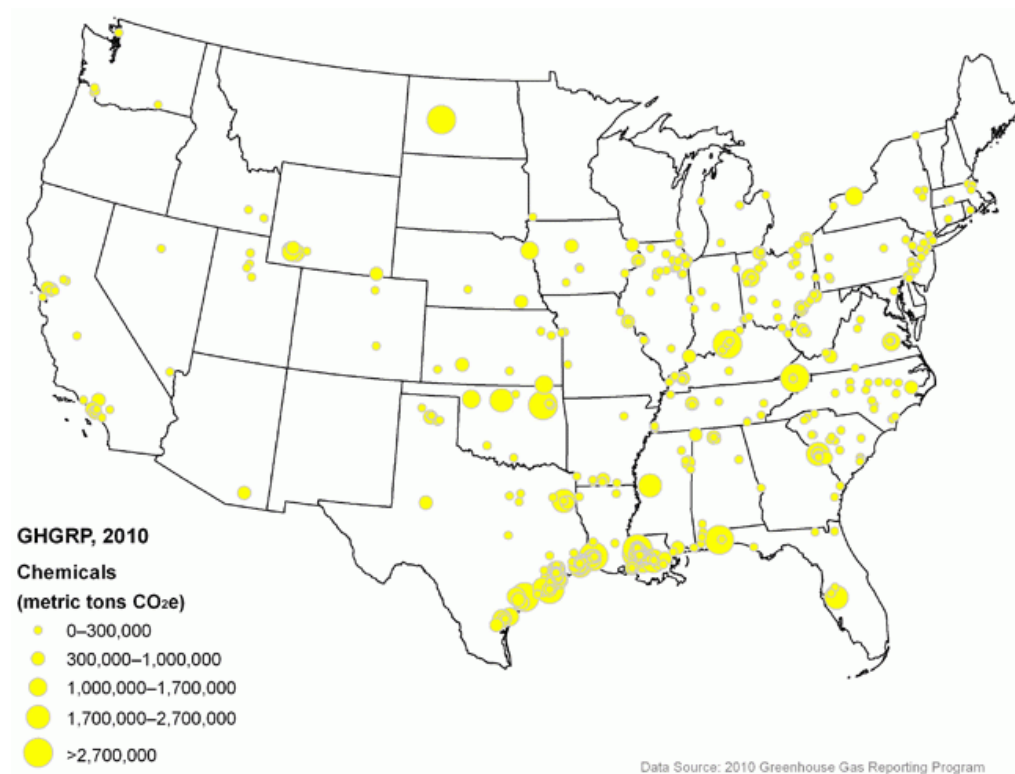 GHGRP, 2010
Chemicals
(metric tons CO₂e)
0–300,000
300,000–1,000,000
1,000,000–1,700,000
1,700,000–2,700,000
>2,700,000
Data Source: 2010 Greenhouse Gas Reporting Program